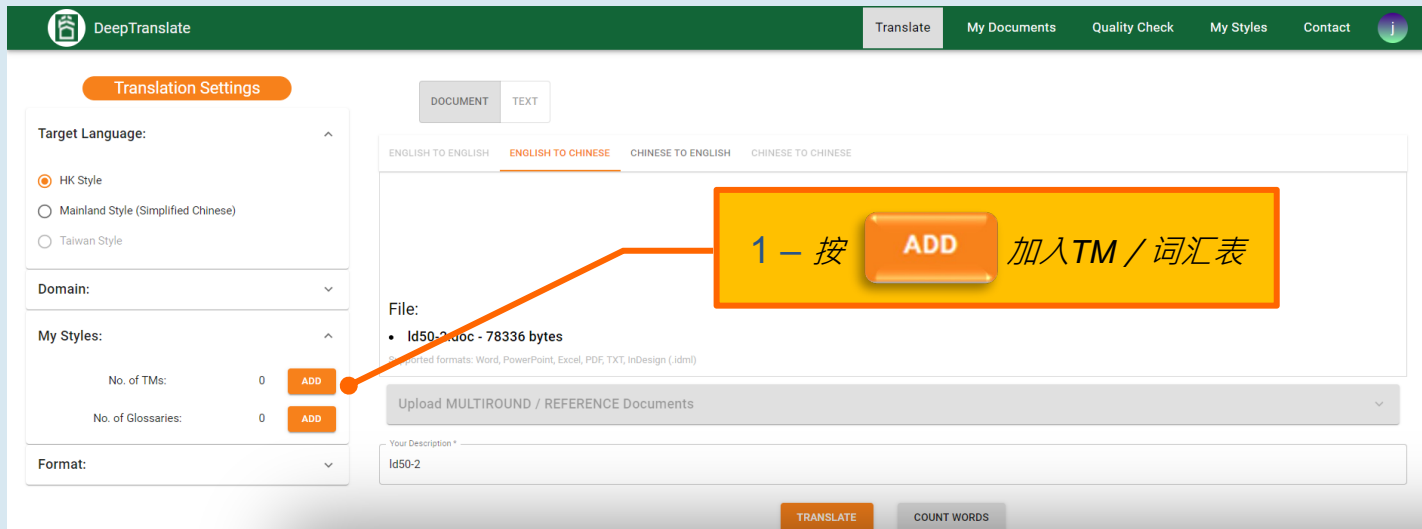 DeepTranslate
Translate My Documents Quality Check My Styles Contact j
Translation Settings
Target Language:
HK Style
Mainland Style (Simplified Chinese)
Taiwan Style
Domain:
My Styles:
No. of TMs: 0 ADD
No. of Glossaries: 0 ADD
Format:
DOCUMENT TEXT
ENGLISH TO ENGLISH ENGLISH TO CHINESE CHINESE TO ENGLISH CHINESE TO CHINESE
1 – 按 ADD 加入TM / 词汇表
File:
• ld50-2.doc - 78336 bytes
Supported formats: Word, PowerPoint, Excel, PDF, TXT, InDesign (.idml)
Upload MULTIROUND / REFERENCE Documents
Your Description *
ld50-2
TRANSLATE COUNT WORDS